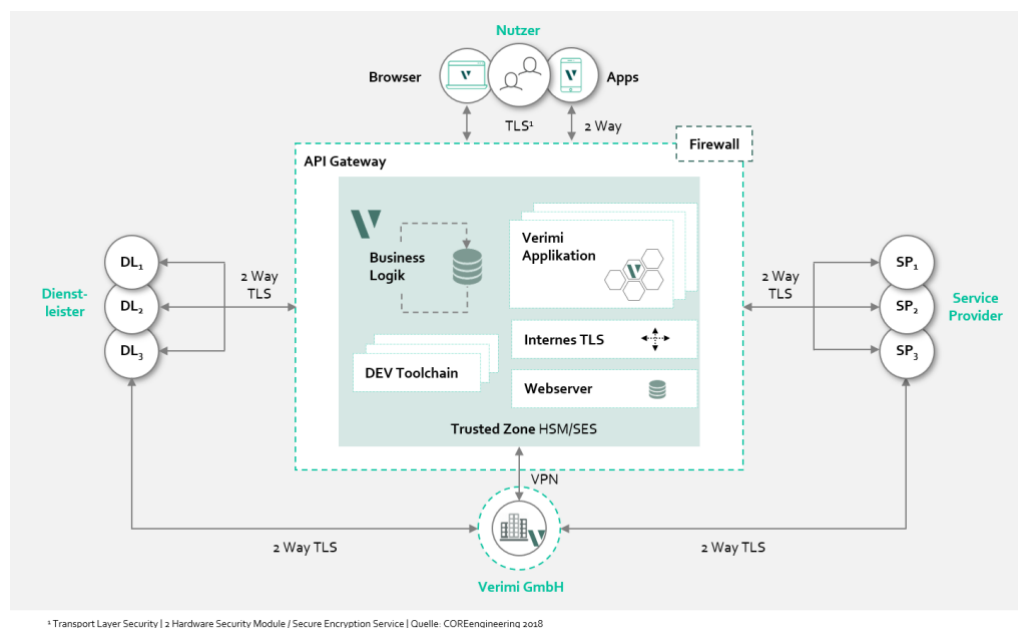 Nutzer
Browser
Apps
TLS¹
2 Way
Firewall
API Gateway
Business
Logik
Verimi
Applikation
DL₁
DL₂
DL₃
Dienst-
leister
2 Way
TLS
2 Way
TLS
SP₁
SP₂
SP₃
Service
Provider
Internes TLS
DEV Toolchain
Webserver
Trusted Zone HSM/SES
VPN
2 Way TLS
2 Way TLS
Verimi GmbH
¹ Transport Layer Security | 2 Hardware Security Module / Secure Encryption Service | Quelle: COREengineering 2018